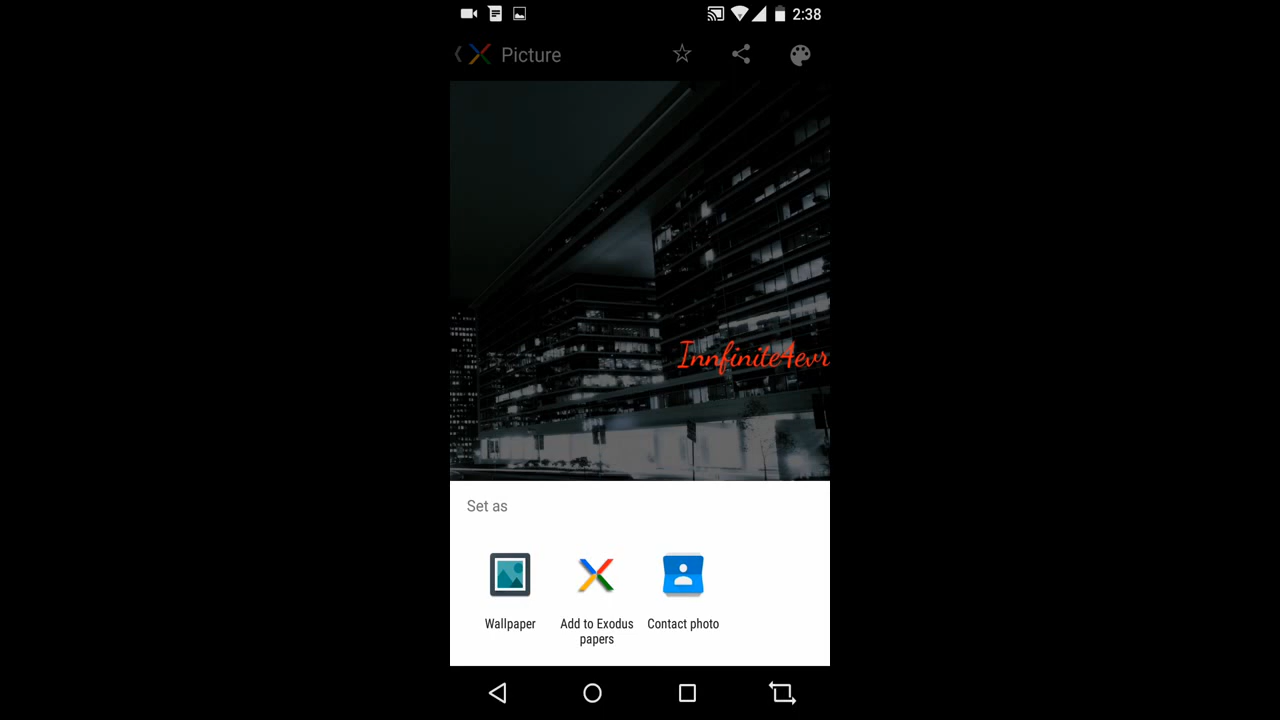 2:38
Picture
Innfinite4evr
Set as
Wallpaper
Add to Exodus
papers
Contact photo